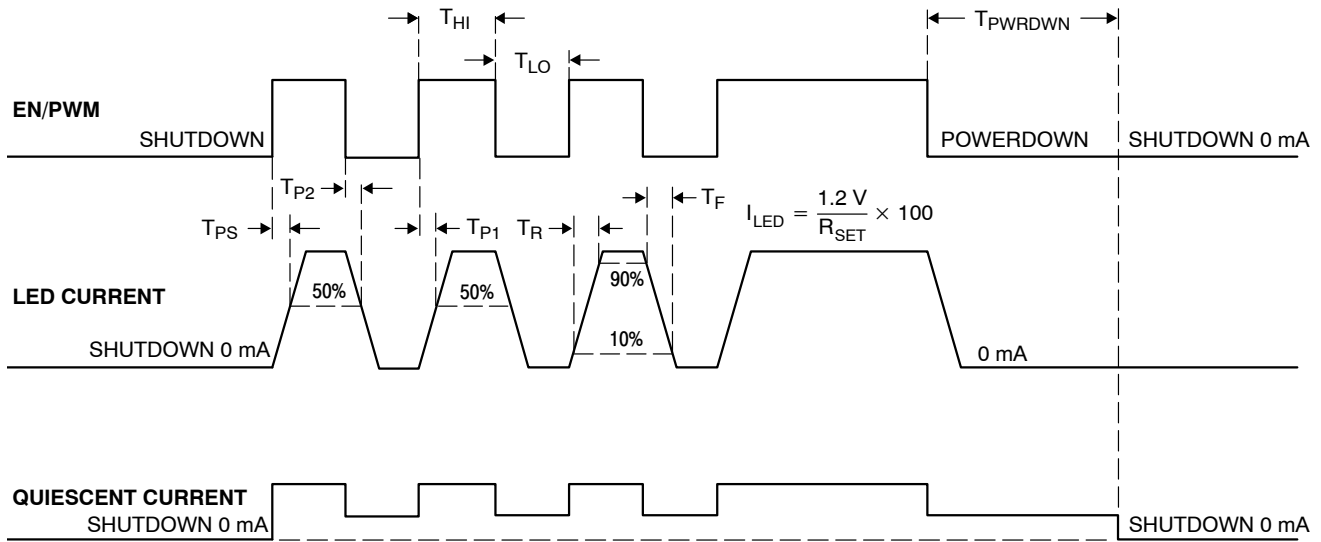 T_HI
T_PWRDWN
T_LO
EN/PWM
SHUTDOWN
POWERDOWN
SHUTDOWN 0 mA
T_P2
T_F
I_LED = 1.2 V / R_SET × 100
T_PS
T_P1
T_R
50%
50%
90%
LED CURRENT
10%
SHUTDOWN 0 mA
0 mA
QUIESCENT CURRENT
SHUTDOWN 0 mA
SHUTDOWN 0 mA